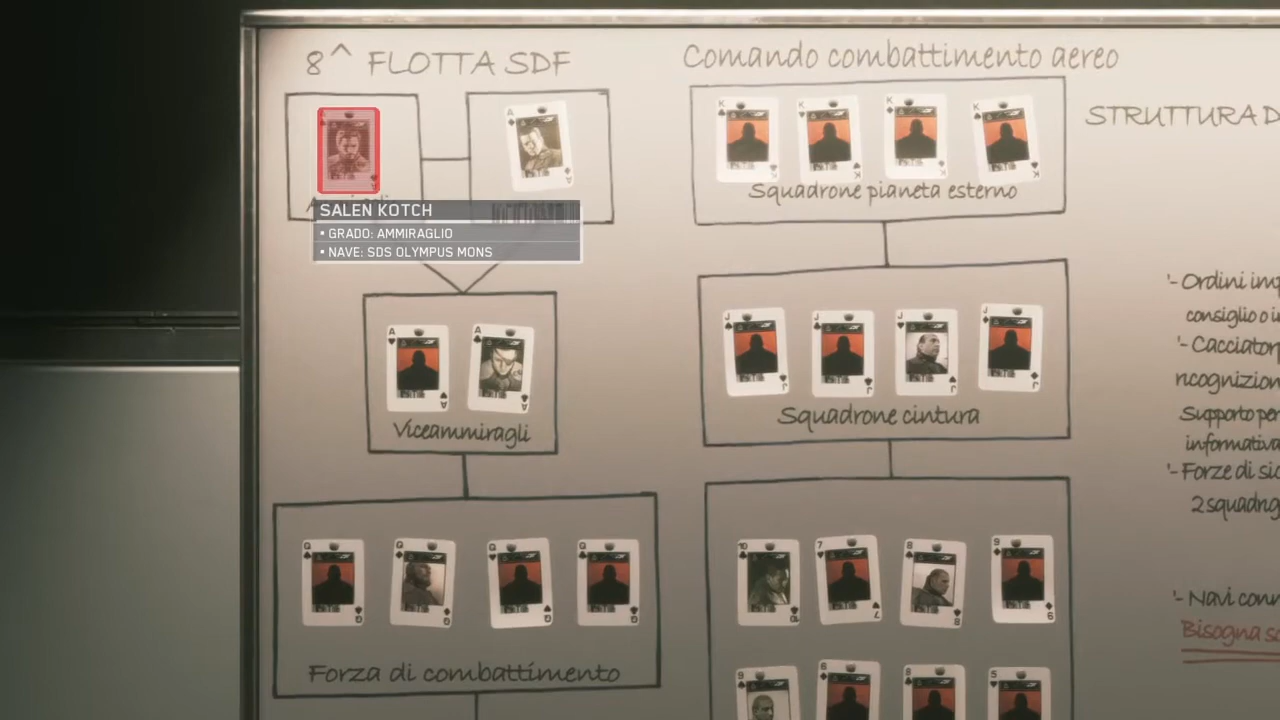 8^ FLOTTA SDF
Comando combattimento aereo
STRUTTURA D
SALEN KOTCH
• GRADO: AMMIRAGLIO
• NAVE: SDS OLYMPUS MONS
Squadrone pianeta esterno
Viceammiragli
Squadrone cintura
Forza di combattimento
'- Ordini imp
consiglio o i
'- Cacciator
ricognizion
Supporto per
informativa
'- Forze di sic
2 squadrig
'- Navi com
Bisogna s